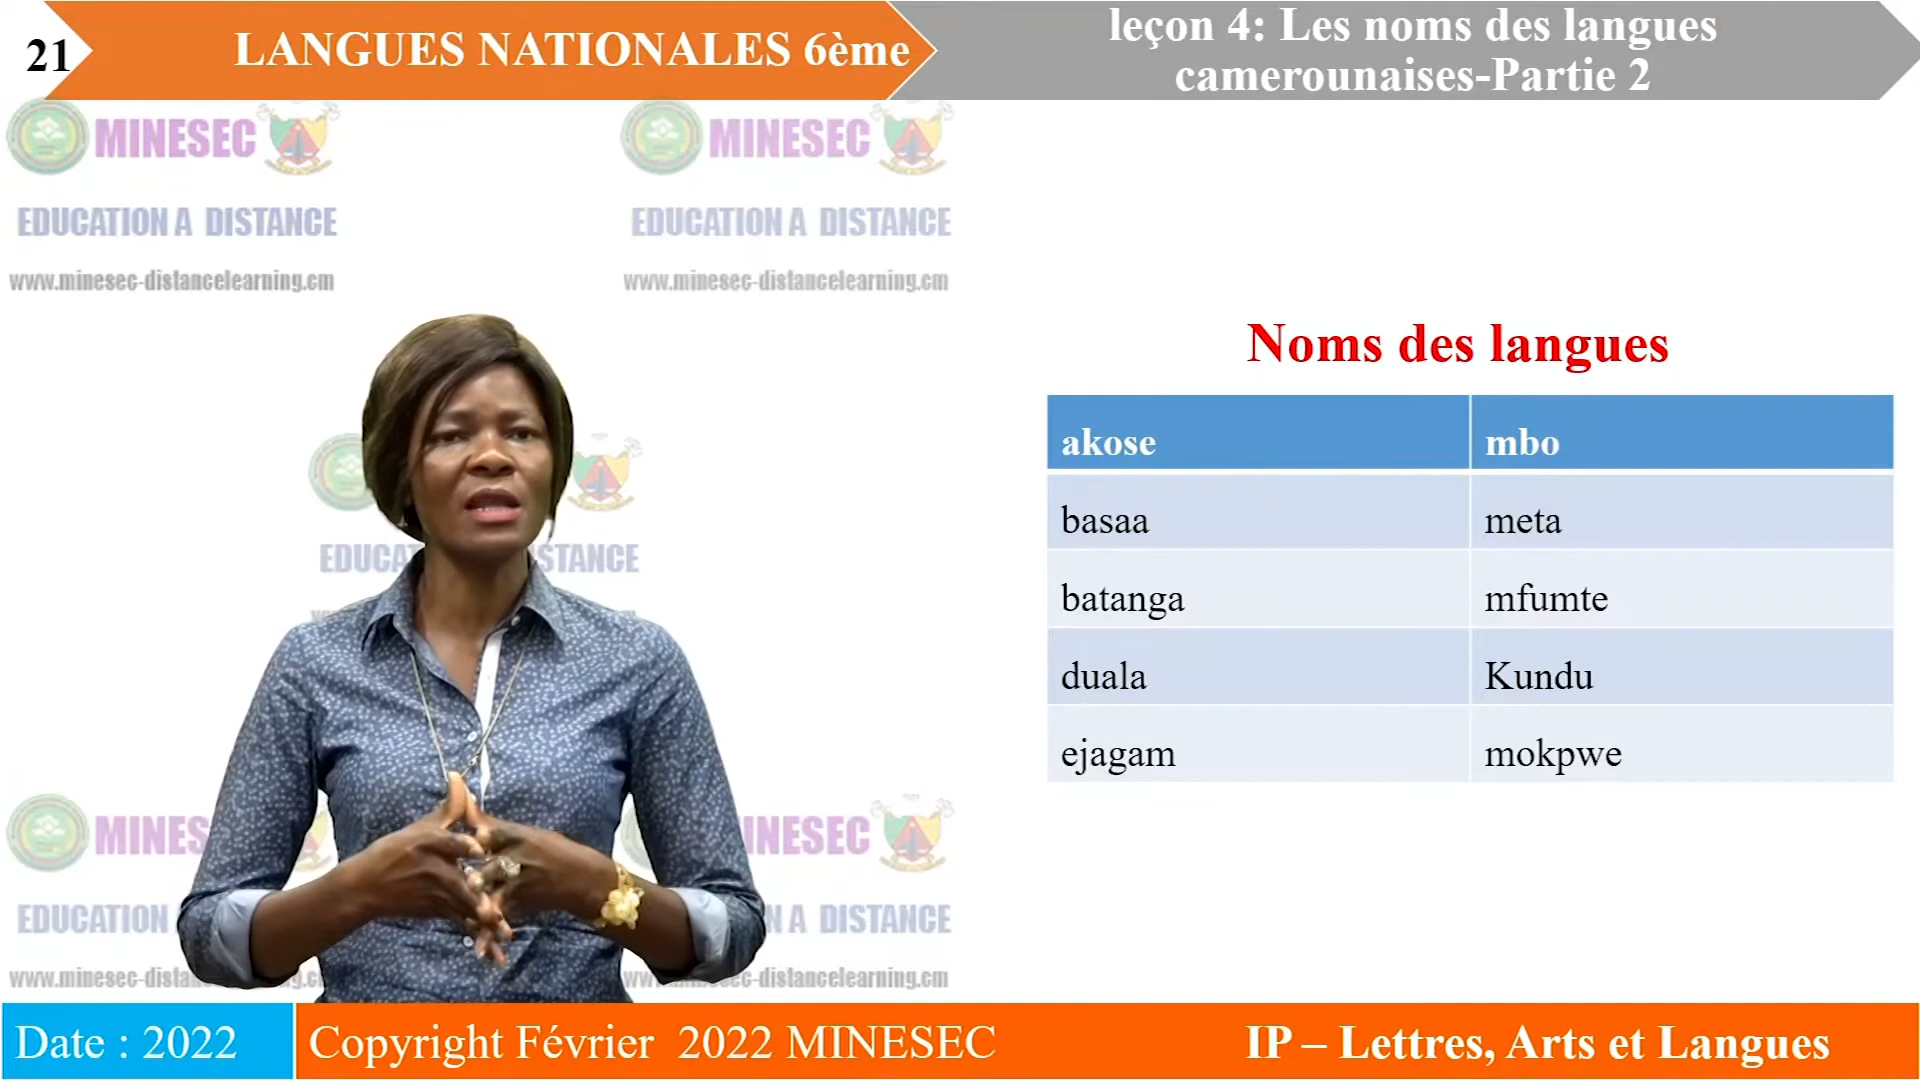 21
LANGUES NATIONALES 6ème
leçon 4: Les noms des langues
camerounaises-Partie 2
MINESEC
EDUCATION A DISTANCE
www.minesec-distancelearning.cm
MINESEC
EDUCATION A DISTANCE
www.minesec-distancelearning.cm
Noms des langues
akose mbo
basaa meta
batanga mfumte
duala Kundu
ejagam mokpwe
Date : 2022
Copyright Février 2022 MINESEC
IP – Lettres, Arts et Langues